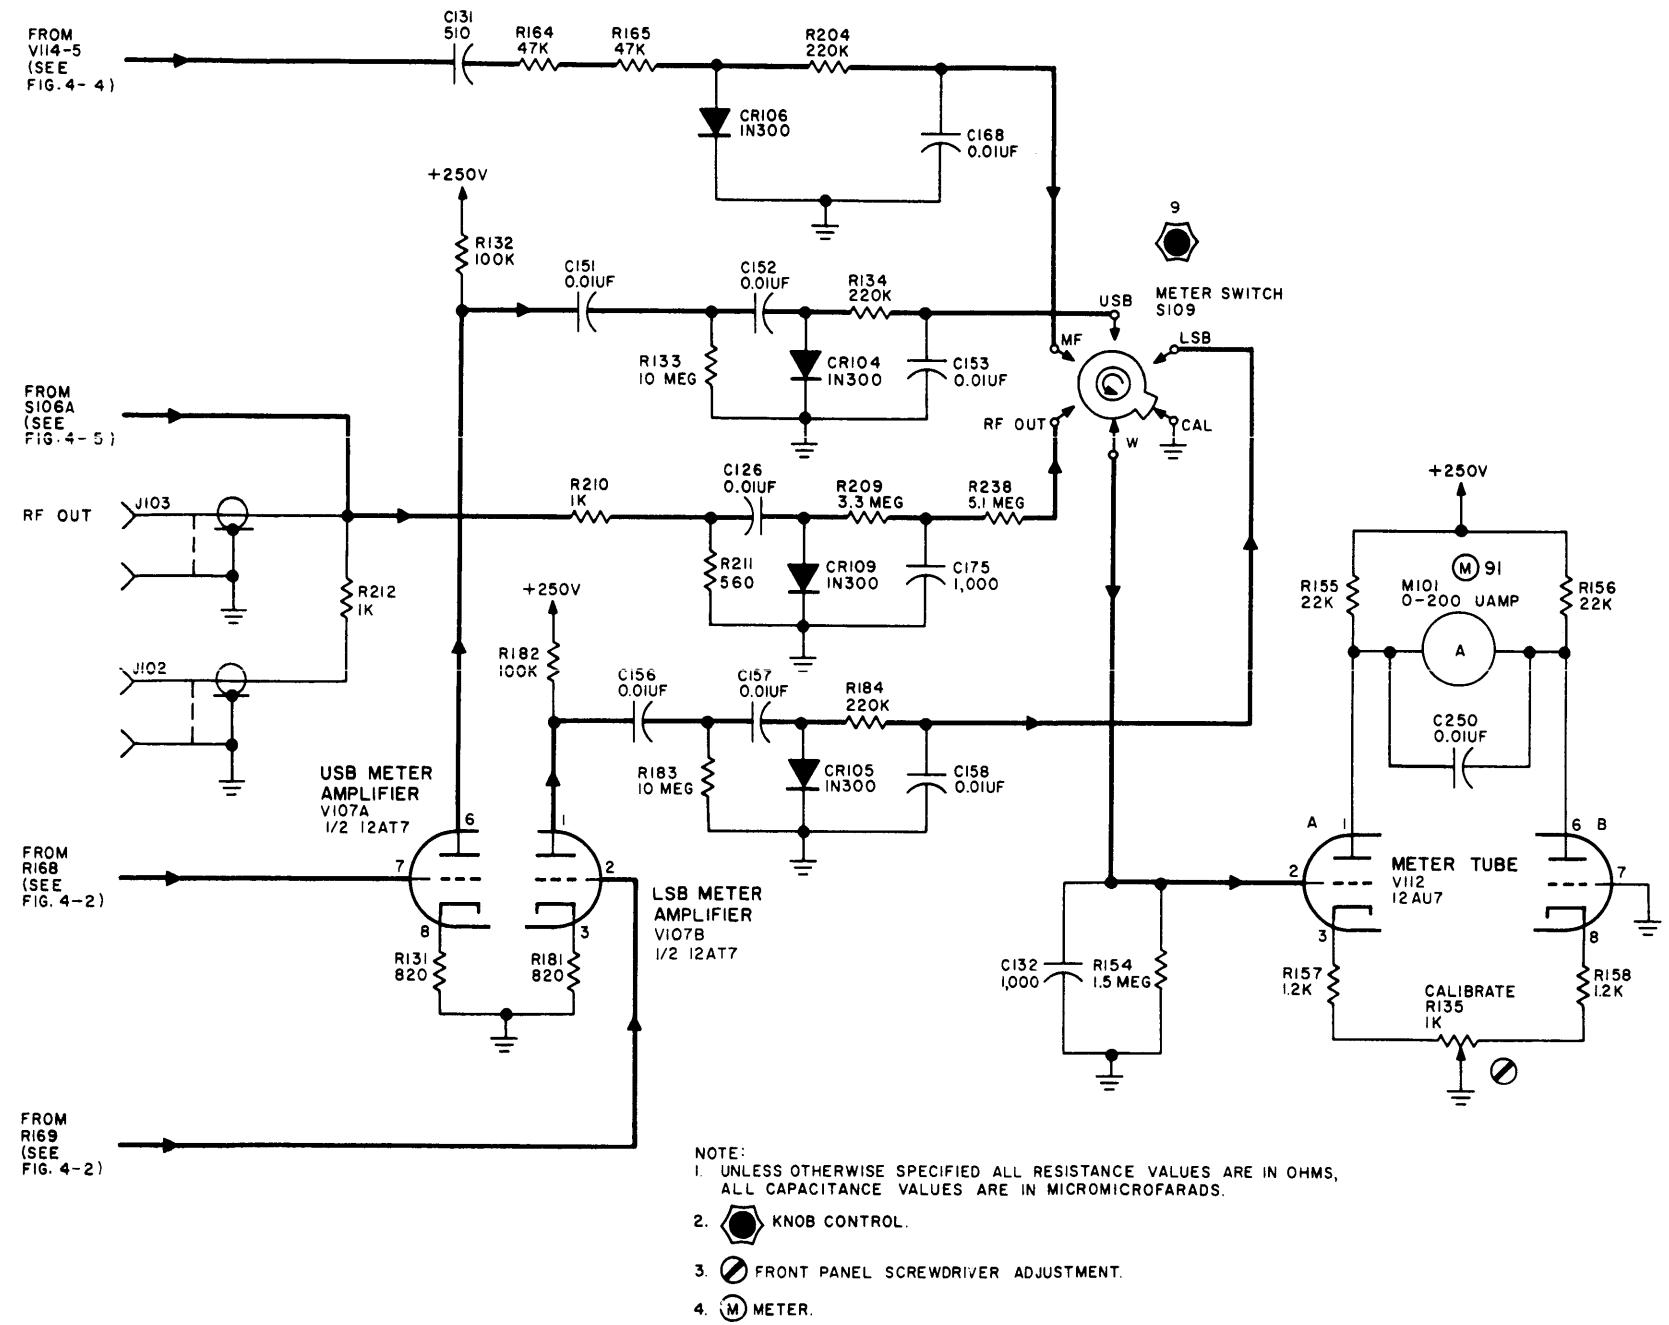 FROM
V114-5
(SEE
FIG. 4-4)
C131
510
R164
47K
R165
47K
R204
220K
CR106
1N300
C168
0.01UF
+250V
R132
100K
C151
0.01UF
C152
0.01UF
R134
220K
R133
10 MEG
CR104
1N300
C153
0.01UF
9
METER SWITCH
S109
USB
MF
LSB
RF OUT
CAL
W
FROM
S106A
(SEE
FIG. 4-5)
RF OUT
J103
R212
1K
J102
R210
1K
C126
0.01UF
R209
3.3 MEG
R238
5.1 MEG
R211
560
CR109
1N300
C175
1,000
+250V
R182
100K
C156
0.01UF
C157
0.01UF
R184
220K
R183
10 MEG
CR105
1N300
C158
0.01UF
USB METER
AMPLIFIER
V107A
1/2 12AT7
6
1
7
2
8
3
FROM
R168
(SEE
FIG. 4-2)
LSB METER
AMPLIFIER
V107B
1/2 12AT7
R131
820
R181
820
FROM
R169
(SEE
FIG. 4-2)
+250V
R155
22K
M 91
M101
0-200 UAMP
A
R156
22K
C250
0.01UF
A
1
6
B
2
7
METER TUBE
V112
12AU7
3
8
C132
1,000
R154
1.5 MEG
R157
1.2K
CALIBRATE
R135
1K
R158
1.2K
NOTE:
1. UNLESS OTHERWISE SPECIFIED ALL RESISTANCE VALUES ARE IN OHMS,
ALL CAPACITANCE VALUES ARE IN MICROMICROFARADS.
2. KNOB CONTROL.
3. FRONT PANEL SCREWDRIVER ADJUSTMENT.
4. M METER.